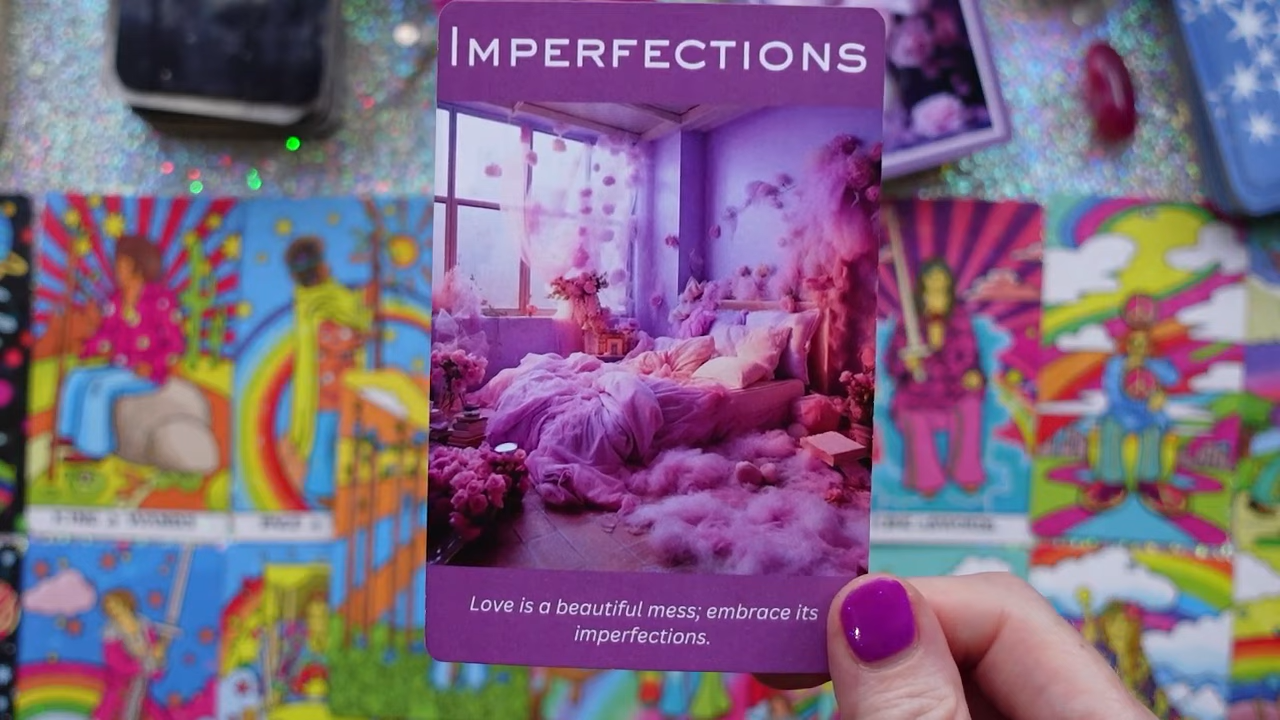 IMPERFECTIONS
Love is a beautiful mess; embrace its
imperfections.